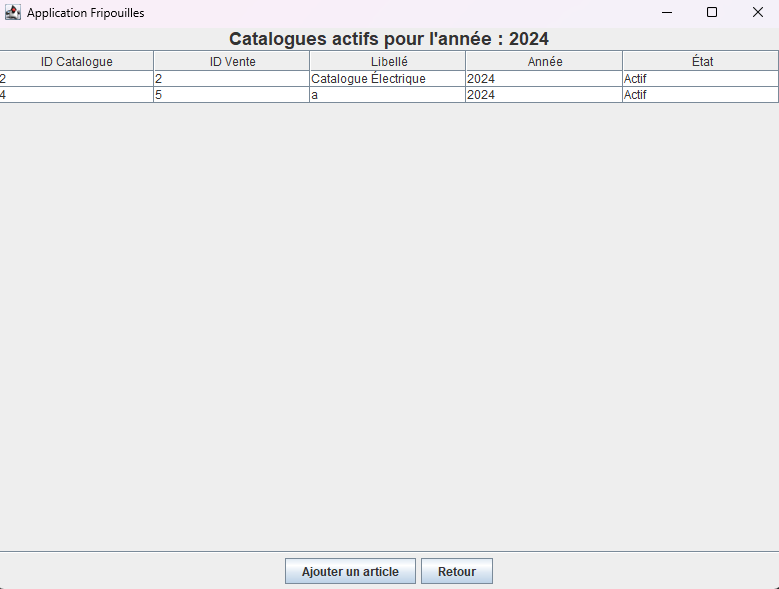 Application Fripouilles
Catalogues actifs pour l'année : 2024
ID Catalogue ID Vente Libellé Année État
2 2 Catalogue Électrique 2024 Actif
4 5 a 2024 Actif
Ajouter un article Retour